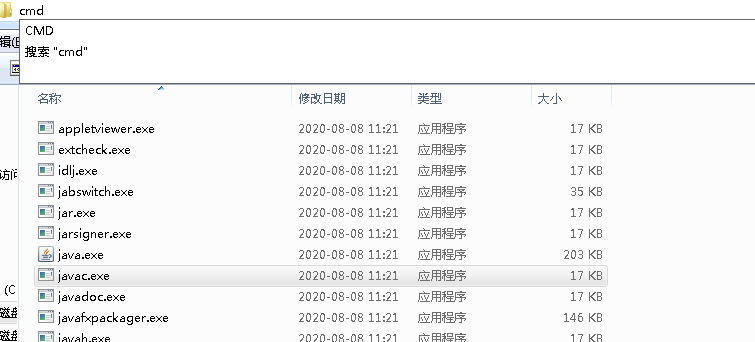 cmd
CMD
搜索 "cmd"
名称 修改日期 类型 大小
appletviewer.exe 2020-08-08 11:21 应用程序 17 KB
extcheck.exe 2020-08-08 11:21 应用程序 17 KB
idlj.exe 2020-08-08 11:21 应用程序 17 KB
jabswitch.exe 2020-08-08 11:21 应用程序 35 KB
访问
jar.exe 2020-08-08 11:21 应用程序 17 KB
jarsigner.exe 2020-08-08 11:21 应用程序 17 KB
java.exe 2020-08-08 11:21 应用程序 203 KB
javac.exe 2020-08-08 11:21 应用程序 17 KB
(C
javadoc.exe 2020-08-08 11:21 应用程序 17 KB
磁盘
javafxpackager.exe 2020-08-08 11:21 应用程序 146 KB
磁盘
javah.exe 2020-08-08 11:21 应用程序 17 KB